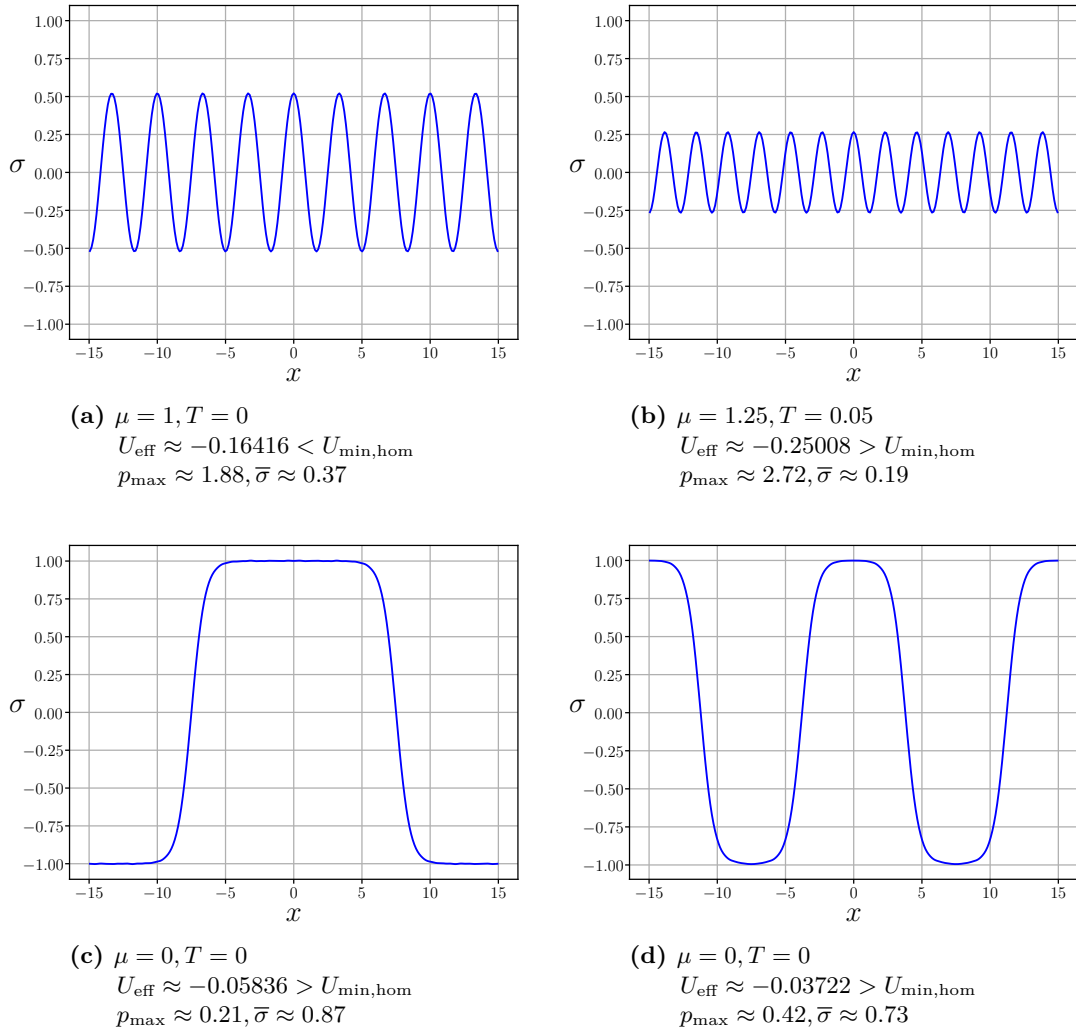 1.00
0.75
0.50
0.25
0.00
−0.25
−0.50
−0.75
−1.00
σ
−15 −10 −5 0 5 10 15
x
(a) μ = 1, T = 0
U_eff ≈ −0.16416 < U_min,hom
p_max ≈ 1.88, σ̅ ≈ 0.37
1.00
0.75
0.50
0.25
0.00
−0.25
−0.50
−0.75
−1.00
σ
−15 −10 −5 0 5 10 15
x
(b) μ = 1.25, T = 0.05
U_eff ≈ −0.25008 > U_min,hom
p_max ≈ 2.72, σ̅ ≈ 0.19
1.00
0.75
0.50
0.25
0.00
−0.25
−0.50
−0.75
−1.00
σ
−15 −10 −5 0 5 10 15
x
(c) μ = 0, T = 0
U_eff ≈ −0.05836 > U_min,hom
p_max ≈ 0.21, σ̅ ≈ 0.87
1.00
0.75
0.50
0.25
0.00
−0.25
−0.50
−0.75
−1.00
σ
−15 −10 −5 0 5 10 15
x
(d) μ = 0, T = 0
U_eff ≈ −0.03722 > U_min,hom
p_max ≈ 0.42, σ̅ ≈ 0.73